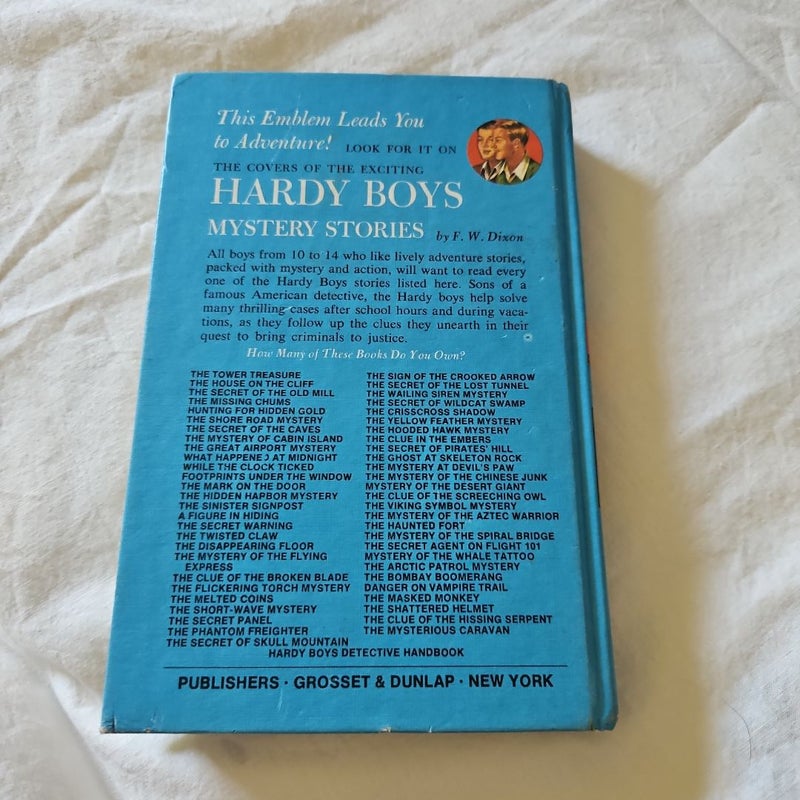 This Emblem Leads You
to Adventure! LOOK FOR IT ON
THE COVERS OF THE EXCITING
HARDY BOYS
MYSTERY STORIES by F. W. Dixon
All boys from 10 to 14 who like lively adventure stories,
packed with mystery and action, will want to read every
one of the Hardy Boys stories listed here. Sons of a
famous American detective, the Hardy boys help solve
many thrilling cases after school hours and during vaca-
tions, as they follow up the clues they unearth in their
quest to bring criminals to justice.
How Many of These Books Do You Own?
THE TOWER TREASURE
THE HOUSE ON THE CLIFF
THE SECRET OF THE OLD MILL
THE MISSING CHUMS
HUNTING FOR HIDDEN GOLD
THE SHORE ROAD MYSTERY
THE SECRET OF THE CAVES
THE MYSTERY OF CABIN ISLAND
THE GREAT AIRPORT MYSTERY
WHAT HAPPENED AT MIDNIGHT
WHILE THE CLOCK TICKED
FOOTPRINTS UNDER THE WINDOW
THE MARK ON THE DOOR
THE HIDDEN HARBOR MYSTERY
THE SINISTER SIGNPOST
A FIGURE IN HIDING
THE SECRET WARNING
THE TWISTED CLAW
THE DISAPPEARING FLOOR
THE MYSTERY OF THE FLYING
EXPRESS
THE CLUE OF THE BROKEN BLADE
THE FLICKERING TORCH MYSTERY
THE MELTED COINS
THE SHORT-WAVE MYSTERY
THE SECRET PANEL
THE PHANTOM FREIGHTER
THE SECRET OF SKULL MOUNTAIN
THE SIGN OF THE CROOKED ARROW
THE SECRET OF THE LOST TUNNEL
THE WAILING SIREN MYSTERY
THE SECRET OF WILDCAT SWAMP
THE CRISSCROSS SHADOW
THE YELLOW FEATHER MYSTERY
THE HOODED HAWK MYSTERY
THE CLUE IN THE EMBERS
THE SECRET OF PIRATES' HILL
THE GHOST AT SKELETON ROCK
THE MYSTERY AT DEVIL'S PAW
THE MYSTERY OF THE CHINESE JUNK
MYSTERY OF THE DESERT GIANT
THE CLUE OF THE SCREECHING OWL
THE VIKING SYMBOL MYSTERY
THE MYSTERY OF THE AZTEC WARRIOR
THE HAUNTED FORT
THE MYSTERY OF THE SPIRAL BRIDGE
THE SECRET AGENT ON FLIGHT 101
MYSTERY OF THE WHALE TATTOO
THE ARCTIC PATROL MYSTERY
THE BOMBAY BOOMERANG
DANGER ON VAMPIRE TRAIL
THE MASKED MONKEY
THE SHATTERED HELMET
THE CLUE OF THE HISSING SERPENT
THE MYSTERIOUS CARAVAN
HARDY BOYS DETECTIVE HANDBOOK
PUBLISHERS · GROSSET & DUNLAP · NEW YORK